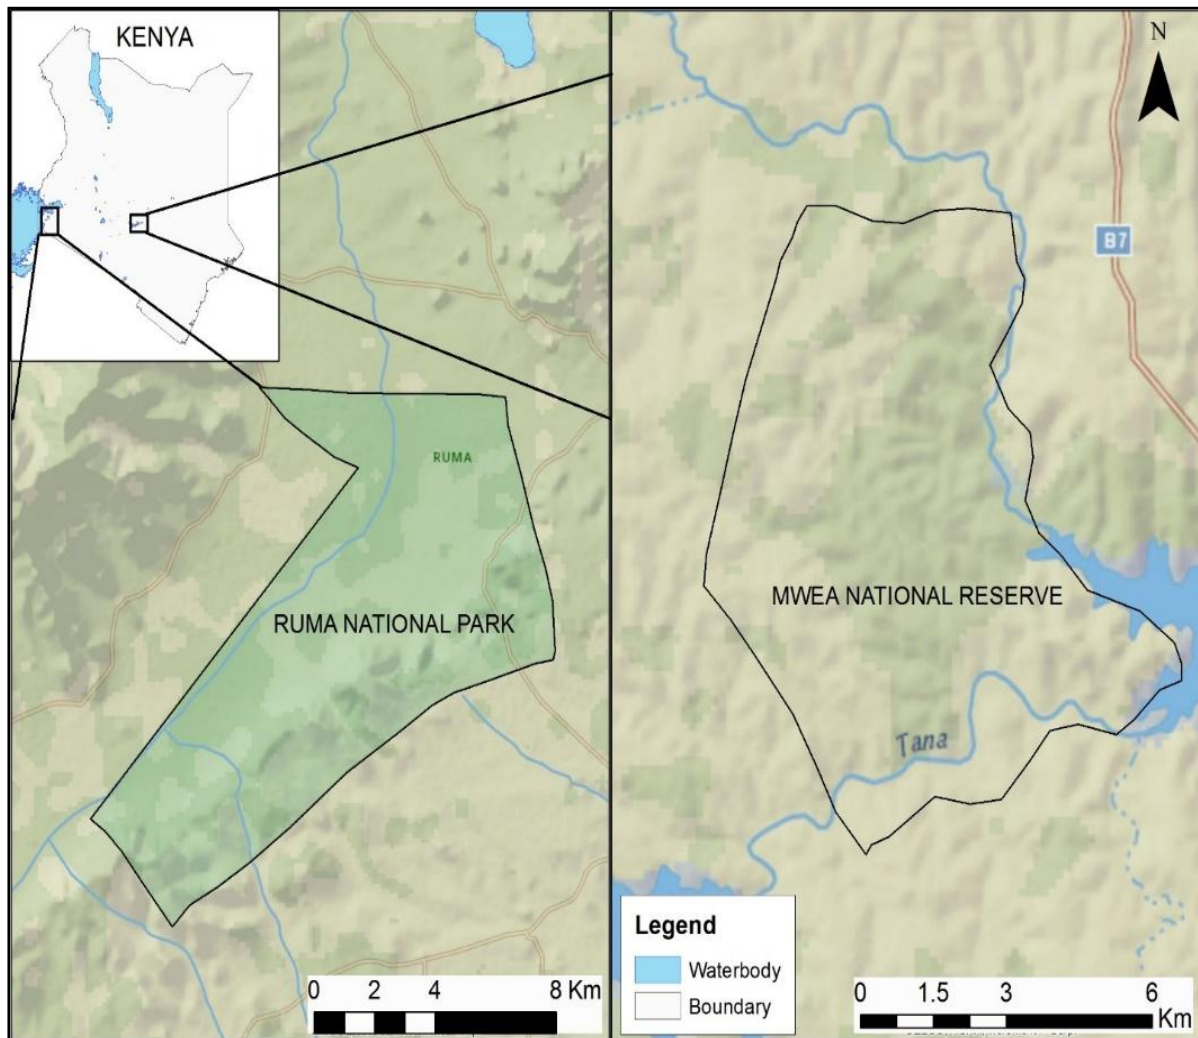 KENYA
N
B7
RUMA
RUMA NATIONAL PARK
MWEA NATIONAL RESERVE
Tana
Legend
Waterbody
Boundary
0 2 4 8 Km
0 1.5 3 6
Km